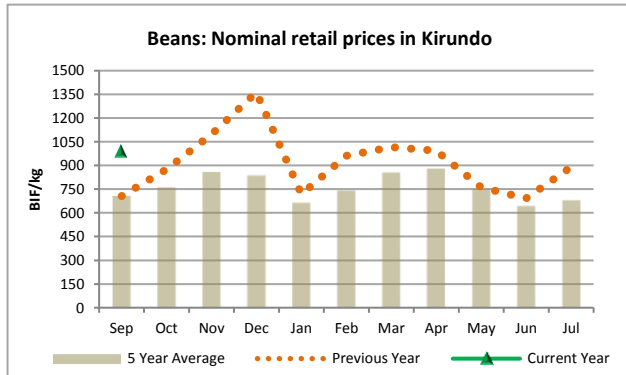 Beans: Nominal retail prices in Kirundo
1500
1350
1200
1050
900
750
600
450
300
150
0
BIF/kg
Sep Oct Nov Dec Jan Feb Mar Apr May Jun Jul
5 Year Average Previous Year Current Year